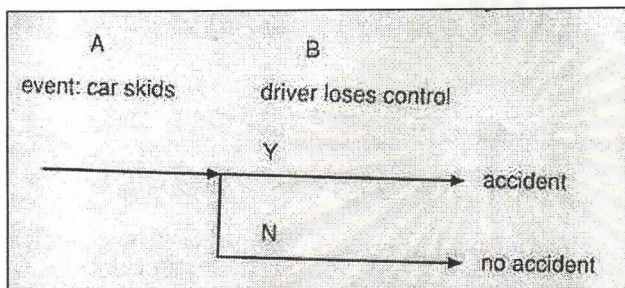 A B
event: car skids driver loses control
Y
accident
N
no accident